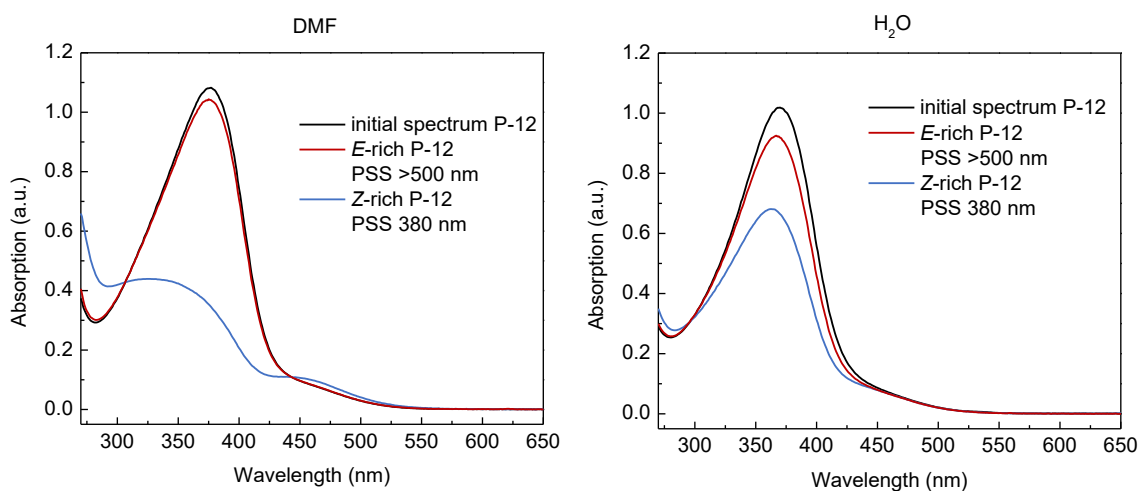 DMF
1.2
1.0
0.8
0.6
0.4
0.2
0.0
Absorption (a.u.)
initial spectrum P-12
E-rich P-12
PSS >500 nm
Z-rich P-12
PSS 380 nm
300 350 400 450 500 550 600 650
Wavelength (nm)
H₂O
1.2
1.0
0.8
0.6
0.4
0.2
0.0
Absorption (a.u.)
initial spectrum P-12
E-rich P-12
PSS >500 nm
Z-rich P-12
PSS 380 nm
300 350 400 450 500 550 600 650
Wavelength (nm)